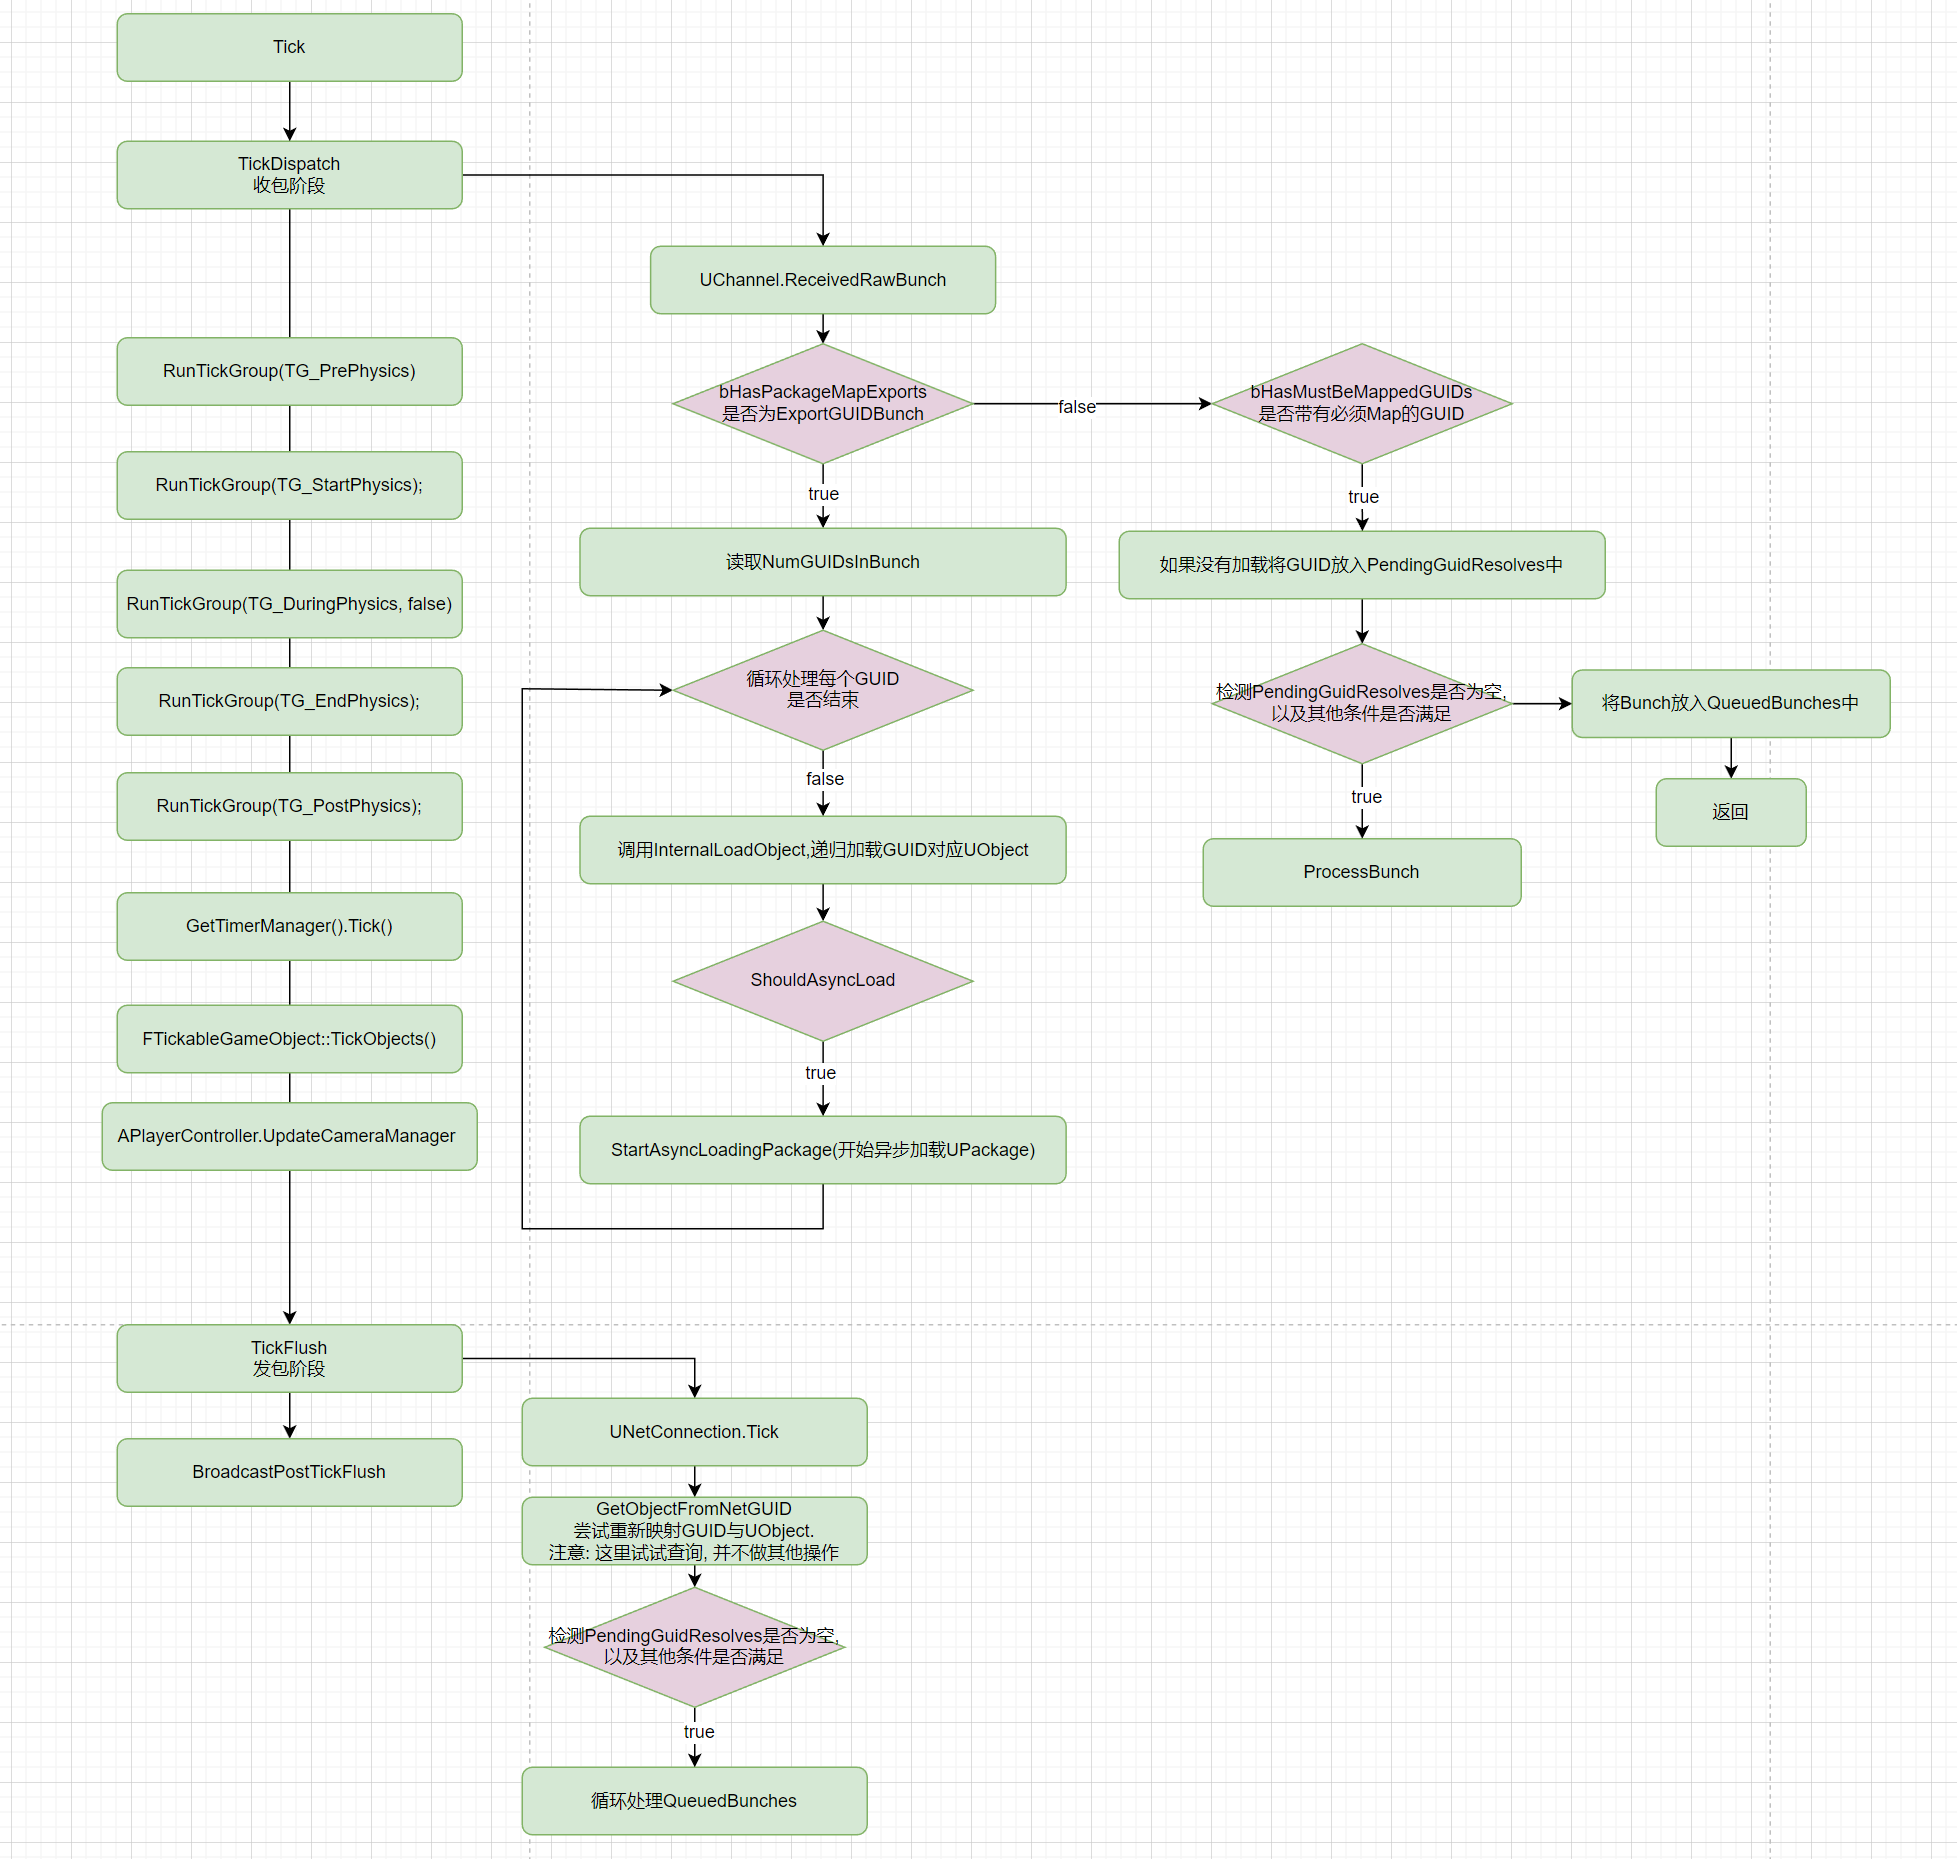 Tick
TickDispatch
收包阶段
RunTickGroup(TG_PrePhysics)
RunTickGroup(TG_StartPhysics);
RunTickGroup(TG_DuringPhysics, false)
RunTickGroup(TG_EndPhysics);
RunTickGroup(TG_PostPhysics);
GetTimerManager().Tick()
FTickableGameObject::TickObjects()
APlayerController.UpdateCameraManager
TickFlush
发包阶段
BroadcastPostTickFlush
UChannel.ReceivedRawBunch
bHasPackageMapExports
是否为ExportGUIDBunch
false
true
读取NumGUIDsInBunch
循环处理每个GUID
是否结束
false
调用InternalLoadObject,递归加载GUID对应UObject
ShouldAsyncLoad
true
StartAsyncLoadingPackage(开始异步加载UPackage)
bHasMustBeMappedGUIDs
是否带有必须Map的GUID
true
如果没有加载将GUID放入PendingGuidResolves中
检测PendingGuidResolves是否为空,
以及其他条件是否满足
true
ProcessBunch
将Bunch放入QueuedBunches中
返回
UNetConnection.Tick
GetObjectFromNetGUID
尝试重新映射GUID与UObject.
注意: 这里试试查询, 并不做其他操作
检测PendingGuidResolves是否为空,
以及其他条件是否满足
true
循环处理QueuedBunches